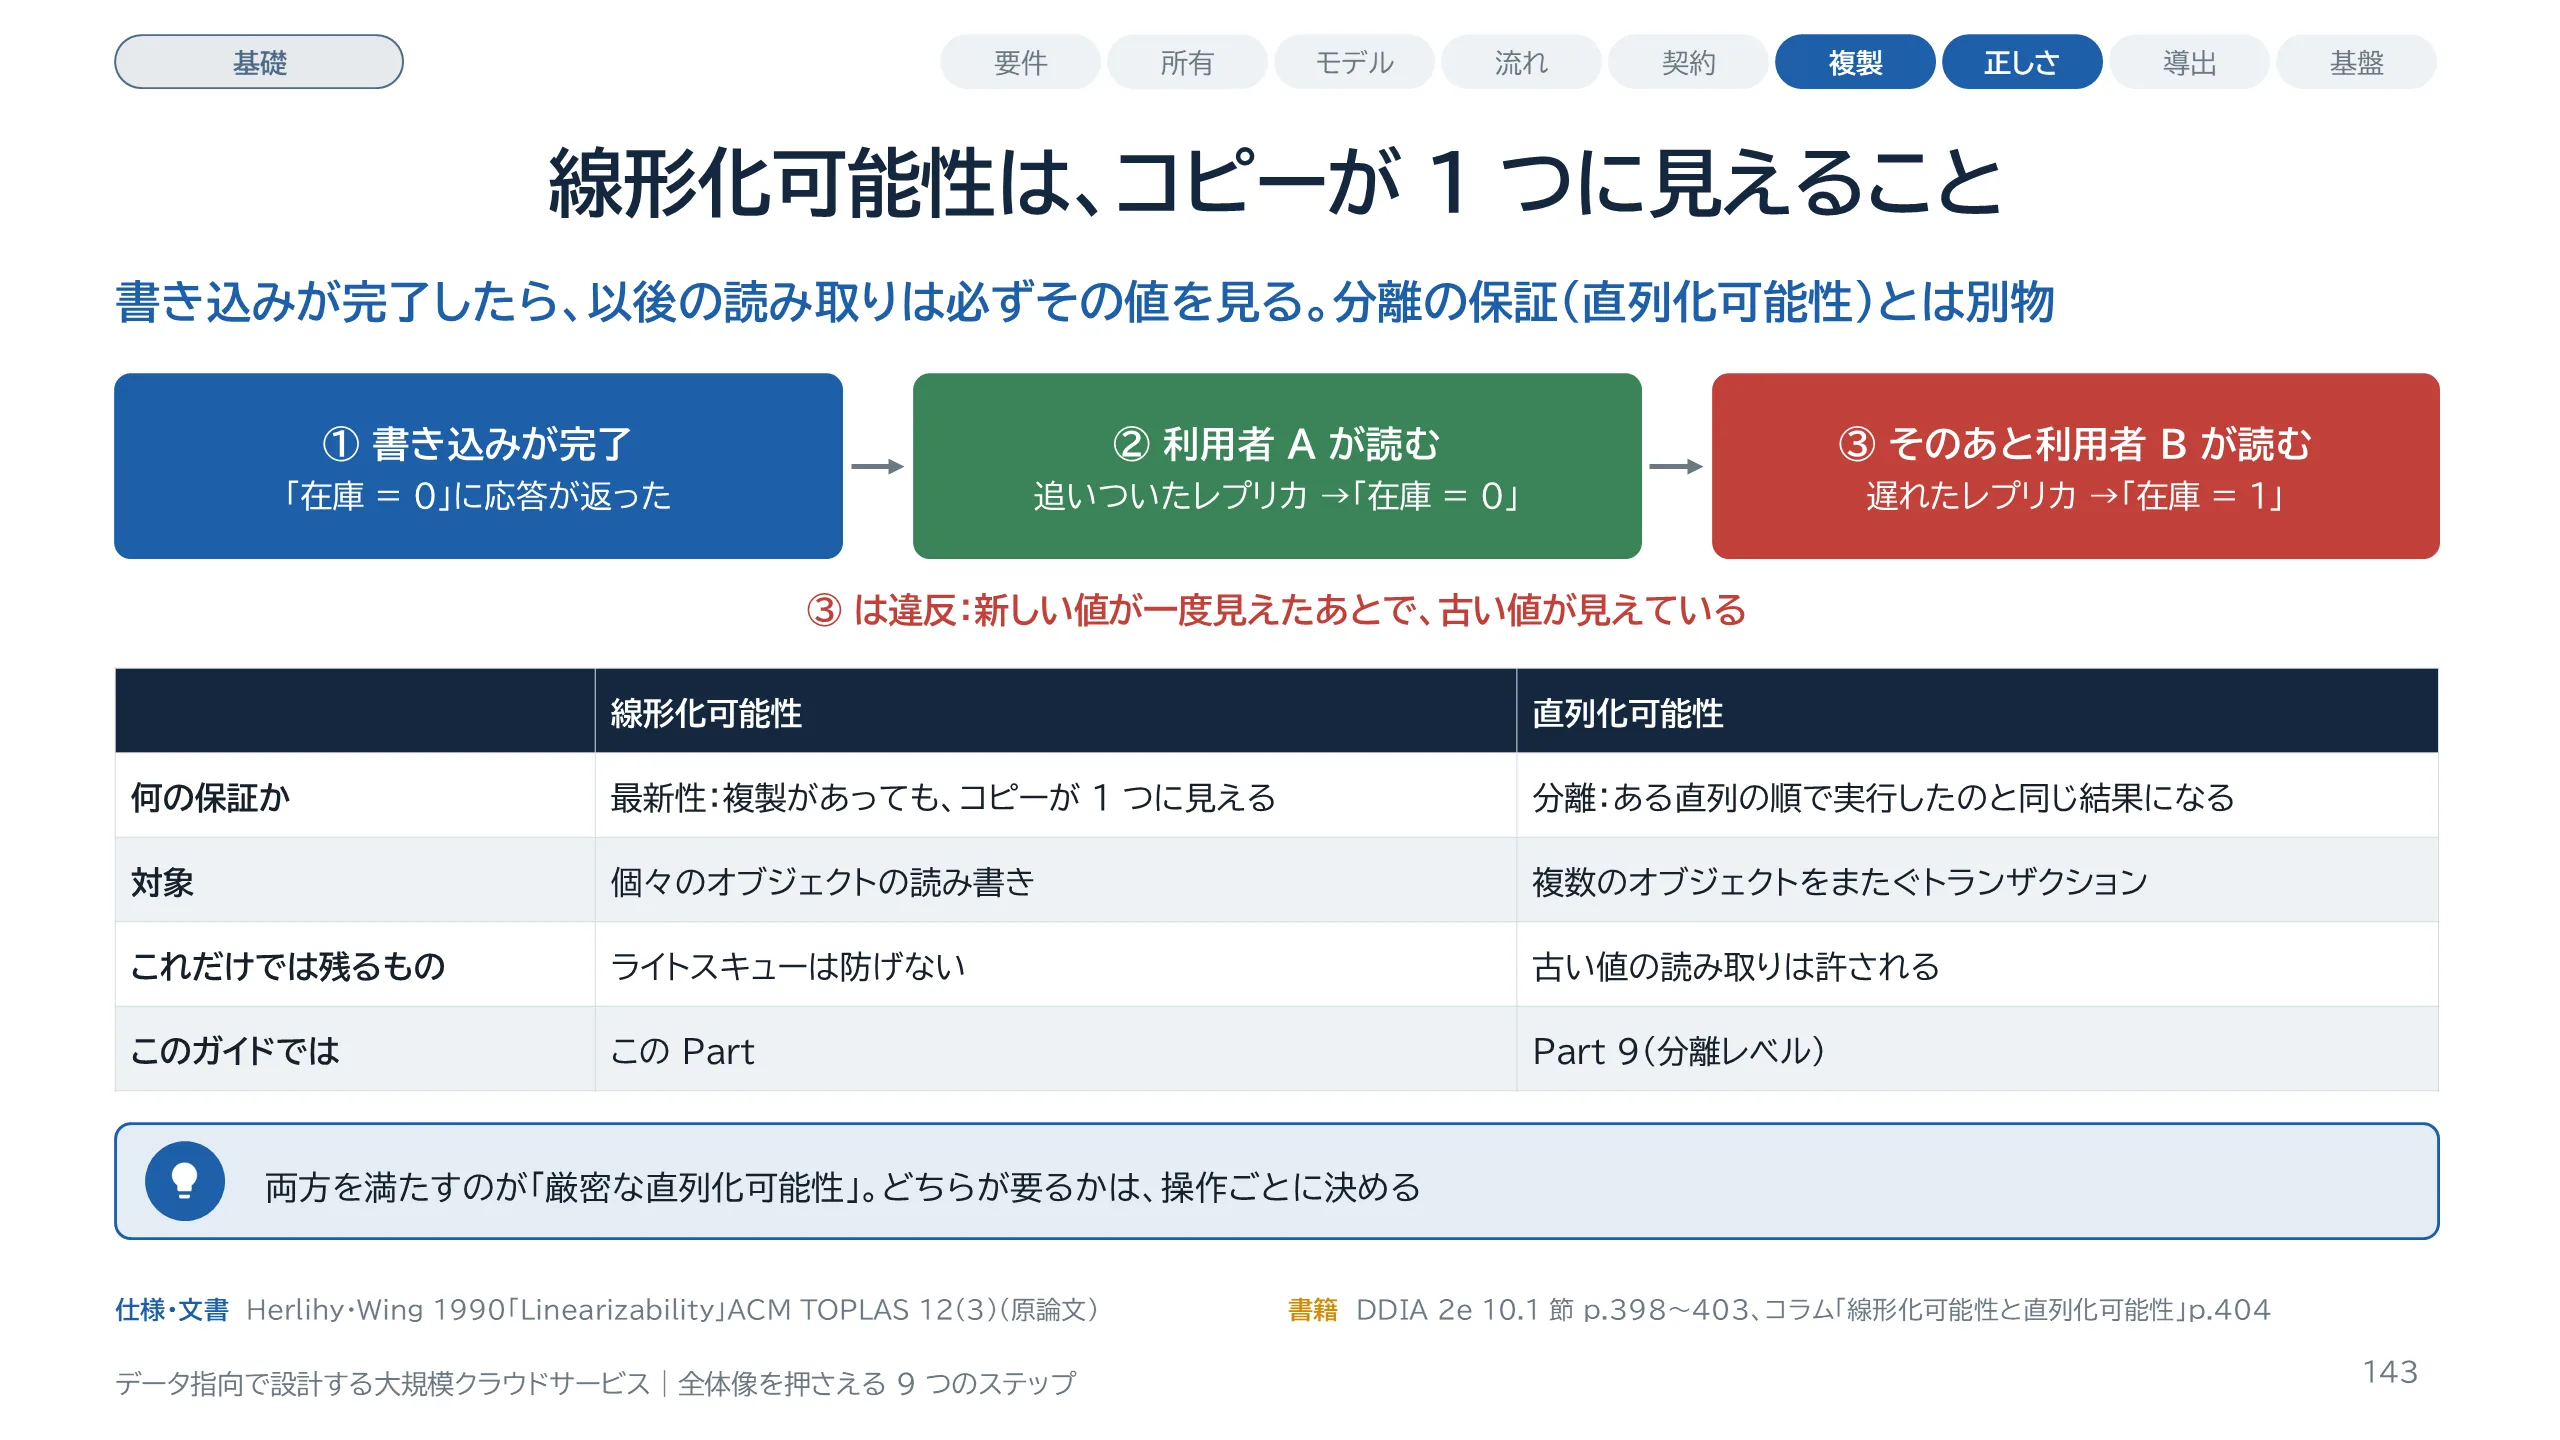 基礎
要件
所有
モデル
流れ
契約
複製
正しさ
導出
基盤
線形化可能性は、コピーが 1 つに見えること
書き込みが完了したら、以後の読み取りは必ずその値を見る。分離の保証(直列化可能性)とは別物
① 書き込みが完了
「在庫 = 0」に応答が返った
② 利用者 A が読む
追いついたレプリカ →「在庫 = 0」
③ そのあと利用者 B が読む
遅れたレプリカ →「在庫 = 1」
③ は違反:新しい値が一度見えたあとで、古い値が見えている
線形化可能性
直列化可能性
何の保証か
最新性:複製があっても、コピーが 1 つに見える
分離:ある直列の順で実行したのと同じ結果になる
対象
個々のオブジェクトの読み書き
複数のオブジェクトをまたぐトランザクション
これだけでは残るもの
ライトスキューは防げない
古い値の読み取りは許される
このガイドでは
この Part
Part 9(分離レベル)
両方を満たすのが「厳密な直列化可能性」。どちらが要るかは、操作ごとに決める
仕様・文書 Herlihy・Wing 1990「Linearizability」ACM TOPLAS 12(3)(原論文)
書籍 DDIA 2e 10.1 節 p.398〜403、コラム「線形化可能性と直列化可能性」p.404
データ指向で設計する大規模クラウドサービス|全体像を押さえる 9 つのステップ
143